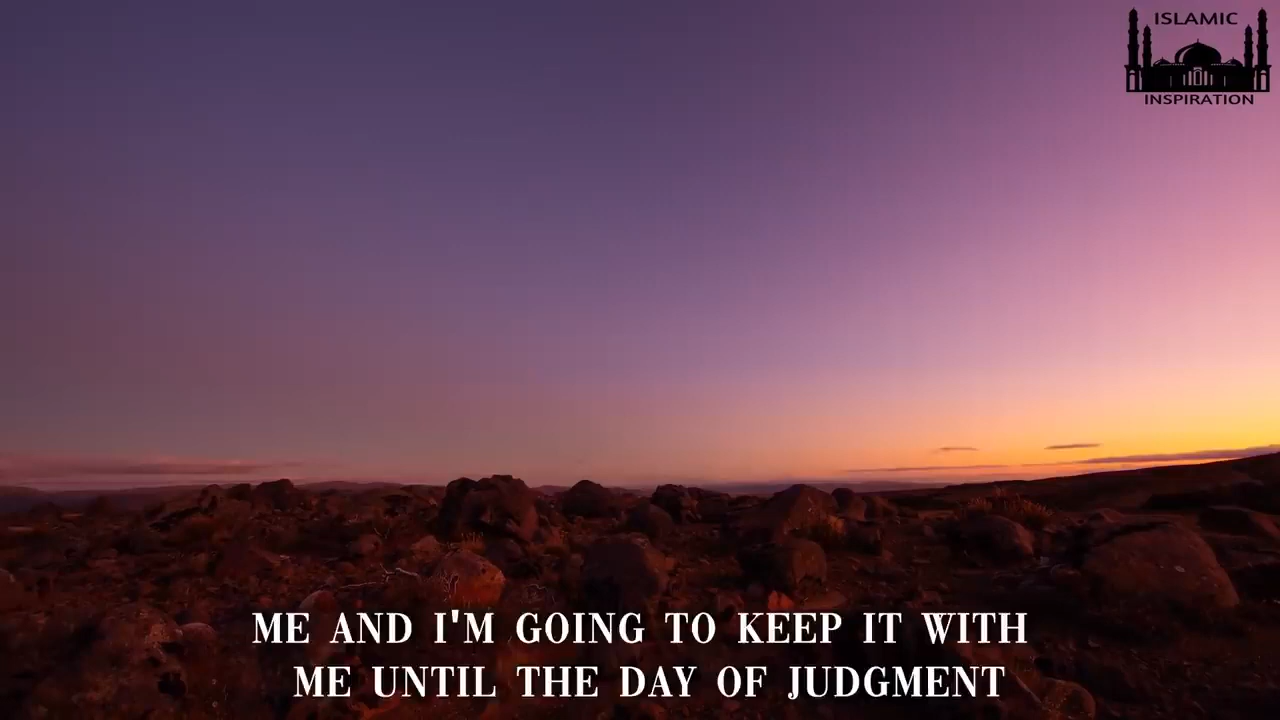 ISLAMIC
INSPIRATION
ME AND I'M GOING TO KEEP IT WITH
ME UNTIL THE DAY OF JUDGMENT